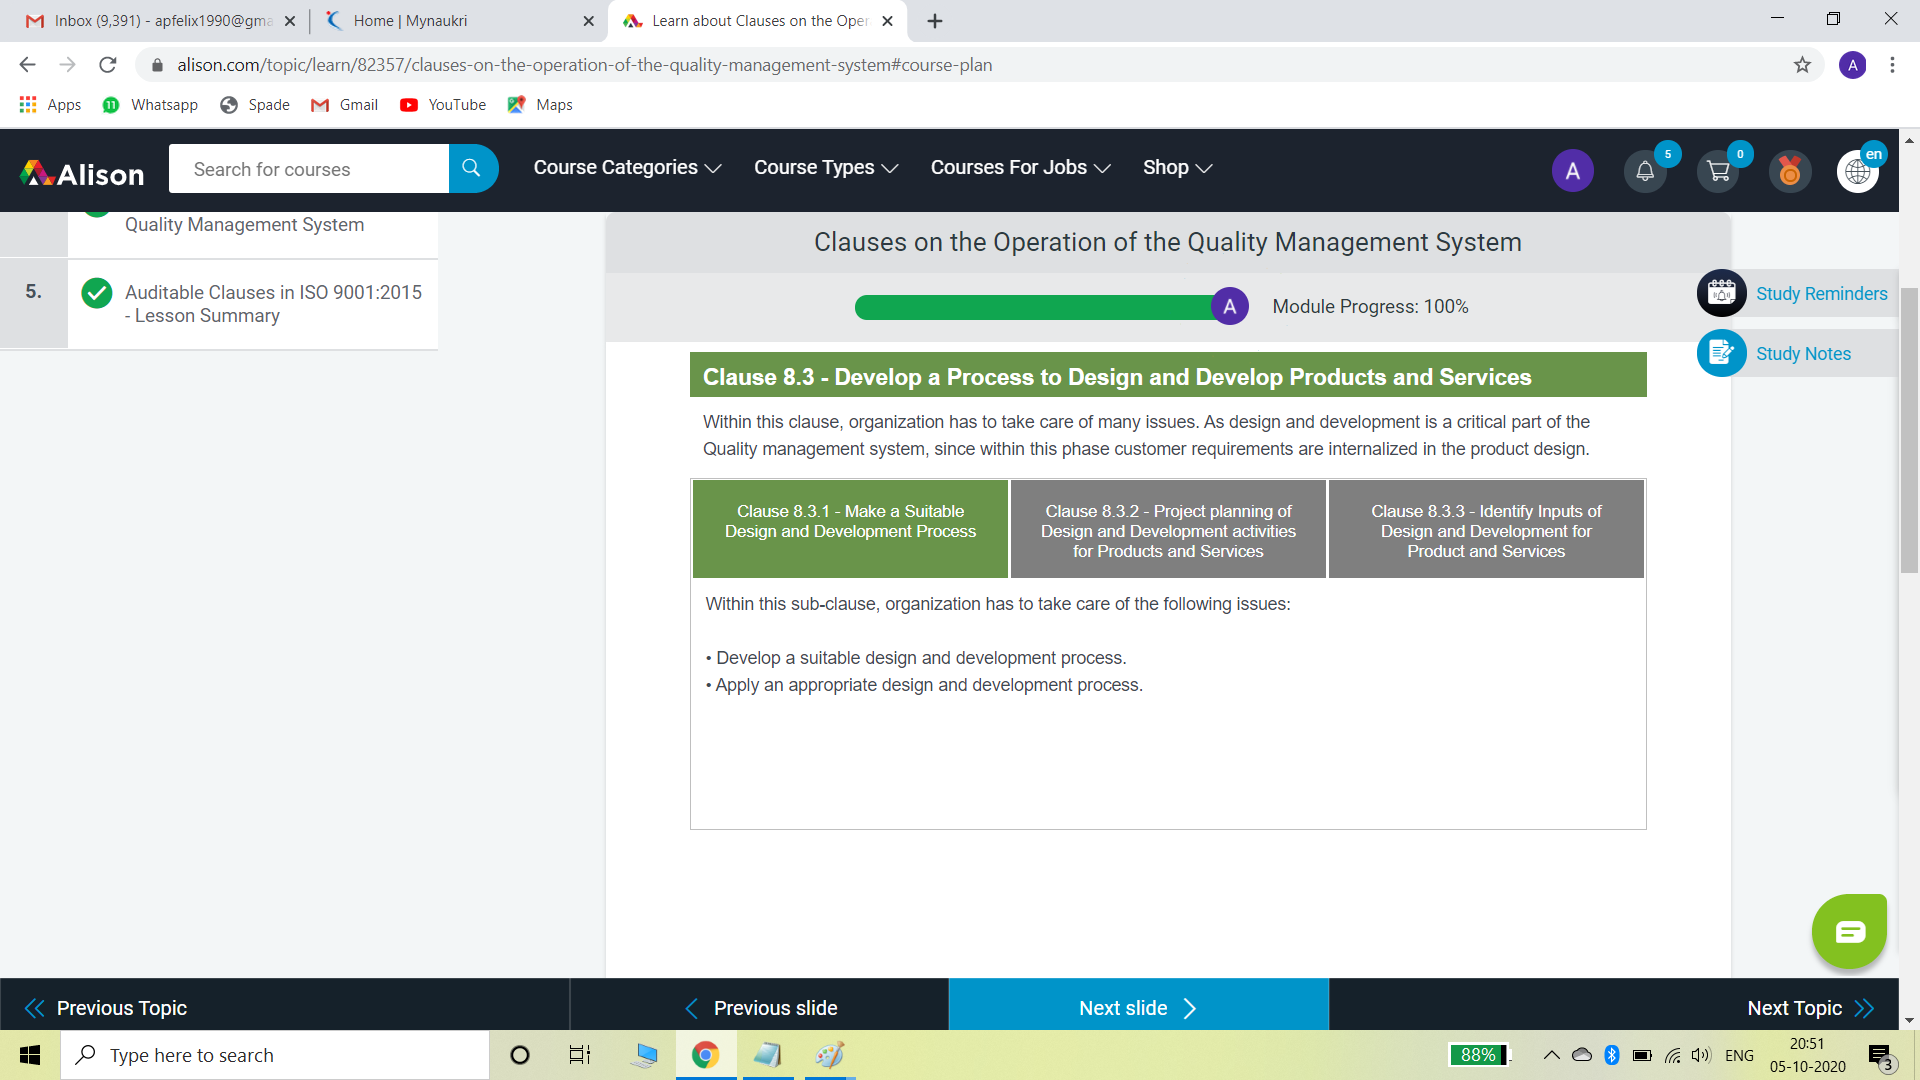 Inbox (9,391) - apfelix1990@gma
Home | Mynaukri
Learn about Clauses on the Oper
alison.com/topic/learn/82357/clauses-on-the-operation-of-the-quality-management-system#course-plan
A
Apps
11
Whatsapp
Spade
Gmail
YouTube
Maps
Alison
Search for courses
Course Categories
Course Types
Courses For Jobs
Shop
A
5
0
en
Quality Management System
5.
Auditable Clauses in ISO 9001:2015
- Lesson Summary
Clauses on the Operation of the Quality Management System
A
Module Progress: 100%
Study Reminders
Study Notes
Clause 8.3 - Develop a Process to Design and Develop Products and Services
Within this clause, organization has to take care of many issues. As design and development is a critical part of the
Quality management system, since within this phase customer requirements are internalized in the product design.
Clause 8.3.1 - Make a Suitable
Design and Development Process
Clause 8.3.2 - Project planning of
Design and Development activities
for Products and Services
Clause 8.3.3 - Identify Inputs of
Design and Development for
Product and Services
Within this sub-clause, organization has to take care of the following issues:
• Develop a suitable design and development process.
• Apply an appropriate design and development process.
Previous Topic
Previous slide
Next slide
Next Topic
Type here to search
88%
ENG
20:51
05-10-2020
3